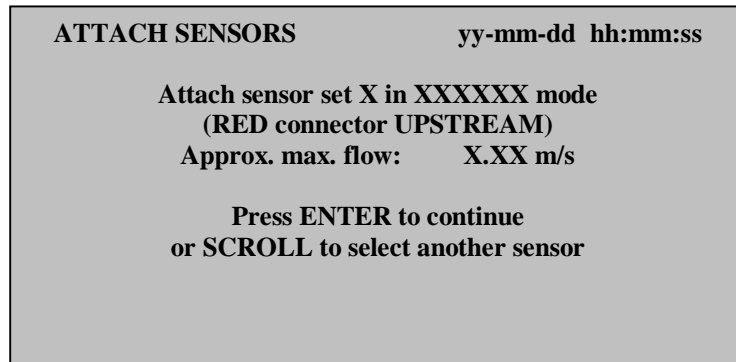 ATTACH SENSORS yy-mm-dd hh:mm:ss
Attach sensor set X in XXXXXX mode
(RED connector UPSTREAM)
Approx. max. flow: X.XX m/s
Press ENTER to continue
or SCROLL to select another sensor